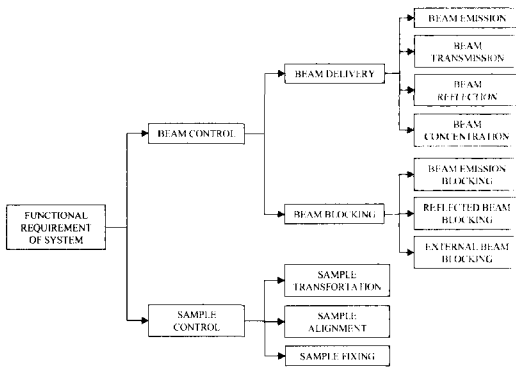 BEAM EMISSION
BEAM
TRANSMISSION
BEAM DELIVERY
BEAM
REFLECTION
BEAM
CONCENTRATION
BEAM CONTROL
BEAM EMISSION
BLOCKING
FUNCTIONAL
REQUIREMENT
OF SYSTEM
BEAM BLOCKING
REFLECTED BEAM
BLOCKING
EXTERNAL BEAM
BLOCKING
SAMPLE
TRANSFORTATION
SAMPLE
CONTROL
SAMPLE
ALIGNMENT
SAMPLE FIXING